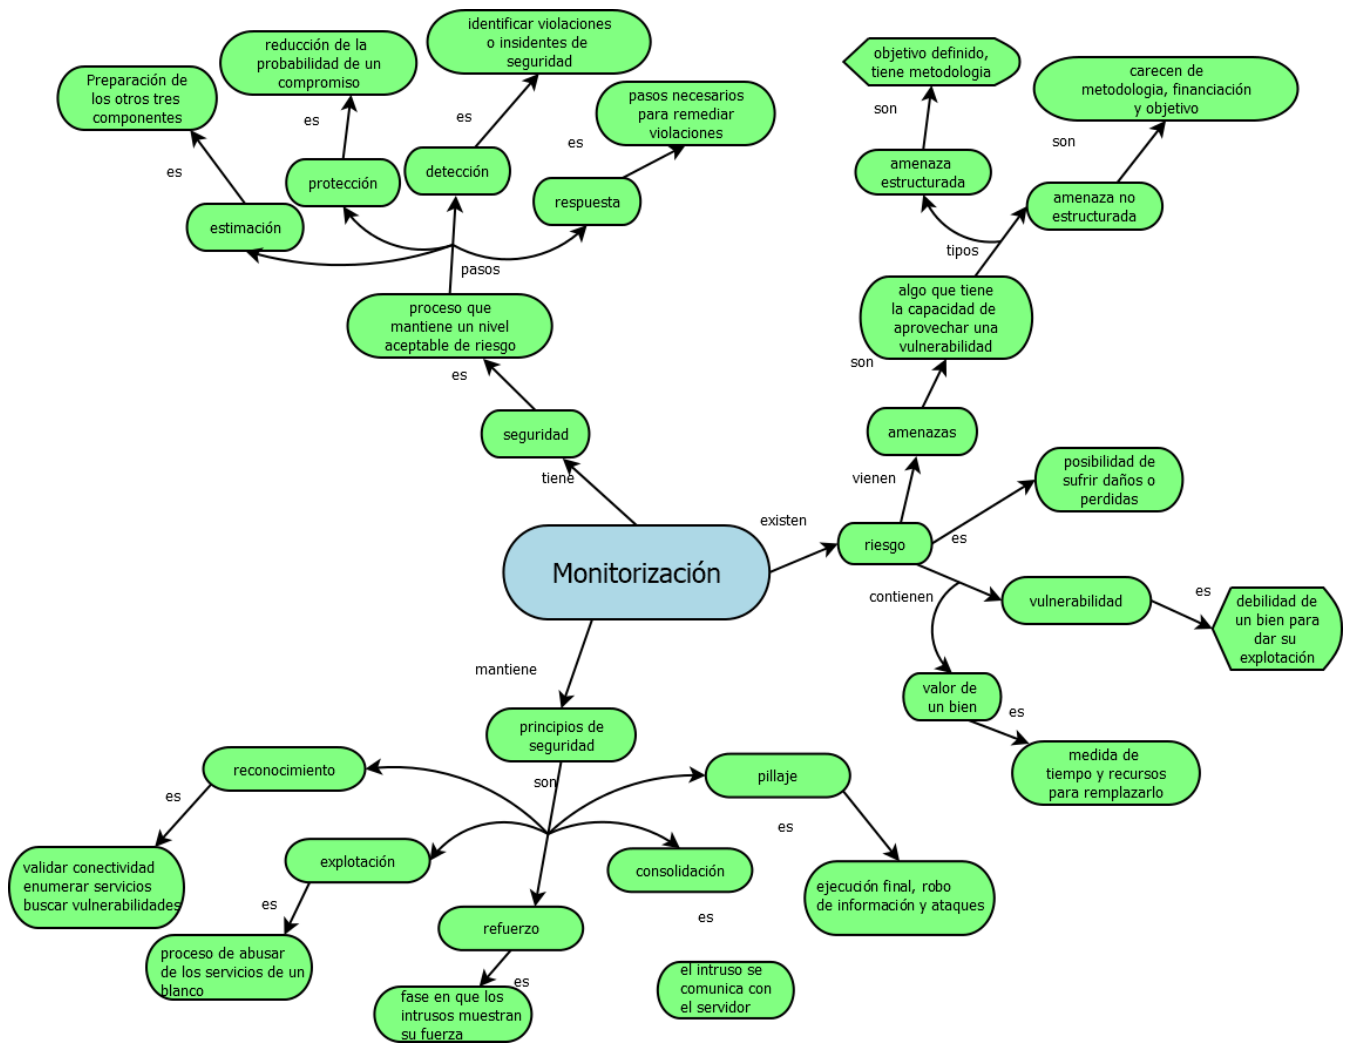 identificar violaciones
o insidentes de
seguridad
reducción de la
probabilidad de un
compromiso
Preparación de
los otros tres
componentes
pasos necesarios
para remediar
violaciones
es
es
es
es
detección
protección
respuesta
estimación
pasos
proceso que
mantiene un nivel
aceptable de riesgo
es
seguridad
tiene
objetivo definido,
tiene metodologia
carecen de
metodologia, financiación
y objetivo
son
son
amenaza
estructurada
amenaza no
estructurada
tipos
algo que tiene
la capacidad de
aprovechar una
vulnerabilidad
son
amenazas
vienen
posibilidad de
sufrir daños o
perdidas
existen
riesgo
es
Monitorización
contienen
vulnerabilidad
es
debilidad de
un bien para
dar su
explotación
valor de
un bien
es
medida de
tiempo y recursos
para remplazarlo
mantiene
principios de
seguridad
son
reconocimiento
es
validar conectividad
enumerar servicios
buscar vulnerabilidades
explotación
es
proceso de abusar
de los servicios de un
blanco
refuerzo
es
fase en que los
intrusos muestran
su fuerza
consolidación
es
el intruso se
comunica con
el servidor
pillaje
es
ejecución final, robo
de información y ataques